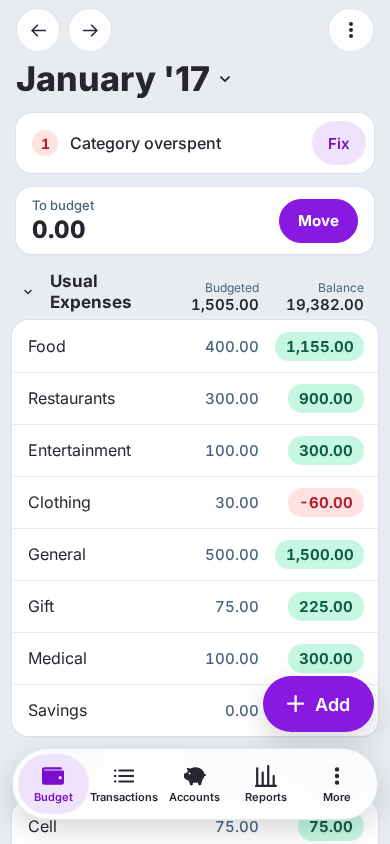 January '17
1 Category overspent Fix
To budget
0.00 Move
Usual Expenses Budgeted Balance
1,505.00 19,382.00
Food 400.00 1,155.00
Restaurants 300.00 900.00
Entertainment 100.00 300.00
Clothing 30.00 -60.00
General 500.00 1,500.00
Gift 75.00 225.00
Medical 100.00 300.00
Savings 0.00
+ Add
Budget Transactions Accounts Reports More
Cell 75.00 75.00